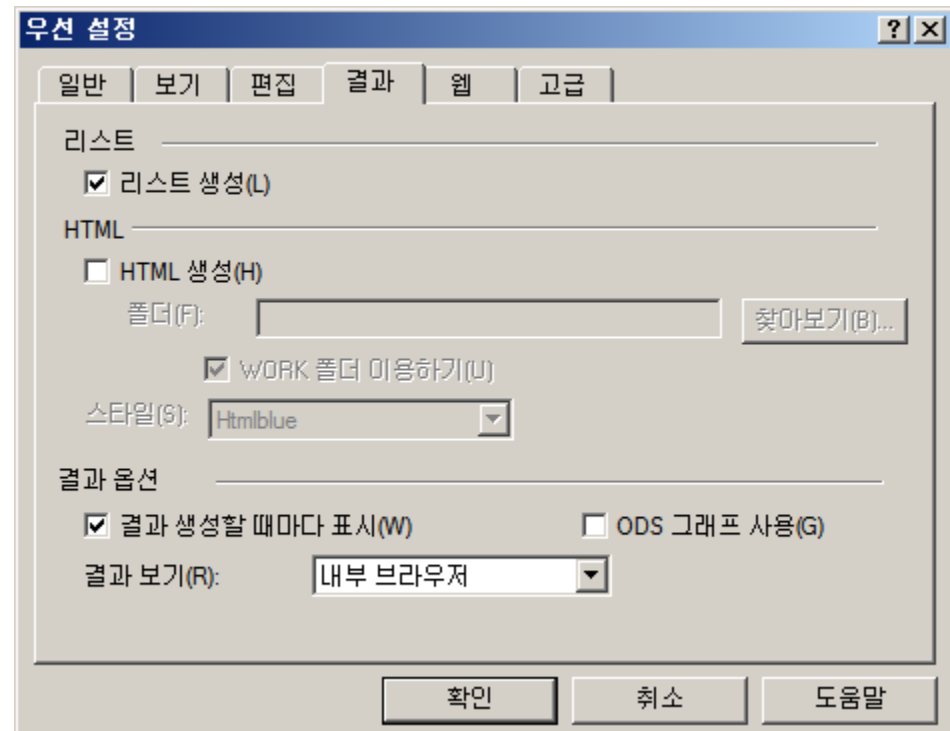 우선 설정
일반 보기 편집 결과 웹 고급
리스트
리스트 생성(L)
HTML
HTML 생성(H)
폴더(F): 찾아보기(B)...
WORK 폴더 이용하기(U)
스타일(S): Htmlblue
결과 옵션
결과 생성할 때마다 표시(W) ODS 그래프 사용(G)
결과 보기(R): 내부 브라우저
확인 취소 도움말